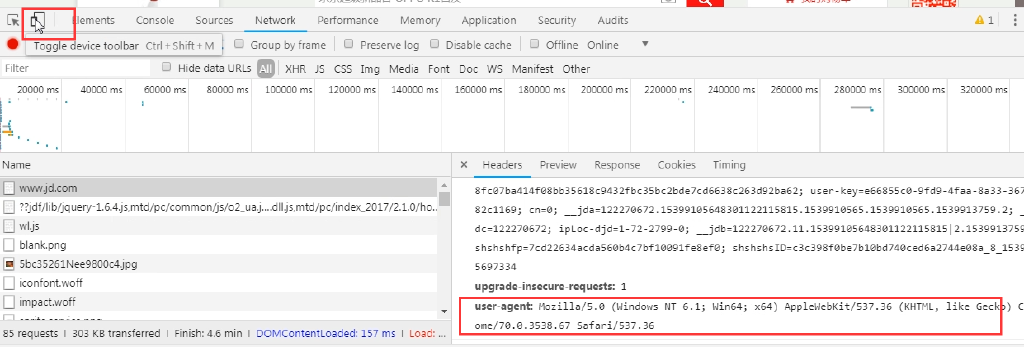 Elements Console Sources Network Performance Memory Application Security Audits 1
Toggle device toolbar Ctrl + Shift + M Group by frame Preserve log Disable cache Offline Online
Filter Hide data URLs All XHR JS CSS Img Media Font Doc WS Manifest Other
20000 ms 40000 ms 60000 ms 80000 ms 100000 ms 120000 ms 140000 ms 160000 ms 180000 ms 200000 ms 220000 ms 240000 ms 260000 ms 280000 ms 300000 ms 320000 ms
Name
www.jd.com
??jdf/lib/jquery-1.6.4.js,mtd/pc/common/js/o2_ua.j....dll.js,mtd/pc/index_2017/2.1.0/ho...
wl.js
blank.png
5bc35261Nee9800c4.jpg
iconfont.woff
impact.woff
85 requests | 303 KB transferred | Finish: 4.6 min | DOMContentLoaded: 157 ms | Load: ...
× Headers Preview Response Cookies Timing
8fc07ba414f08bb35618c9432fbc35bc2bde7cd6638c263d92ba62; user-key=e66855c0-9fd9-4faa-8a33-367
82c1169; cn=0; __jda=122270672.15399105648301122115815.1539910565.1539910565.1539913759.2; _
dc=122270672; ipLoc-djd=1-72-2799-0; __jdb=122270672.11.15399105648301122115815|2.1539913759
shshshfp=7cd22634acda560b4c7bf10091fe8ef0; shshshsID=c3c398f0be7b10bd740ced6a2744e08a_8_1539
5697334
upgrade-insecure-requests: 1
user-agent: Mozilla/5.0 (Windows NT 6.1; Win64; x64) AppleWebKit/537.36 (KHTML, like Gecko) C
ome/70.0.3538.67 Safari/537.36